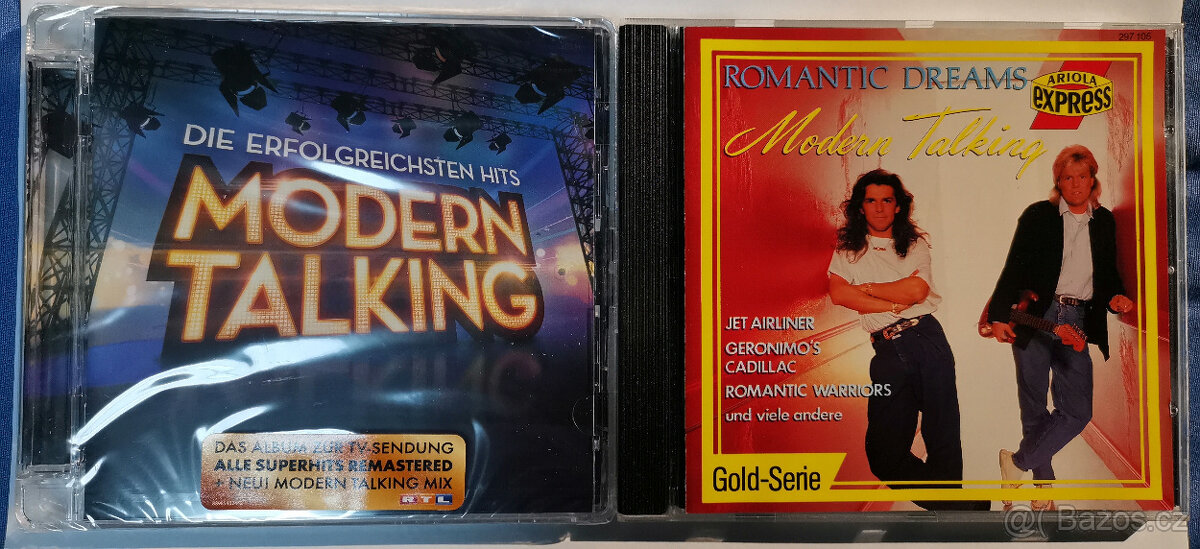 DIE ERFOLGREICHSTEN HITS
MODERN
TALKING
DAS ALBUM ZUR TV-SENDUNG
ALLE SUPERHITS REMASTERED
+ NEU! MODERN TALKING MIX
RTL
297 106
ROMANTIC DREAMS
ARIOLA
EXPRESS
Modern Talking
JET AIRLINER
GERONIMO'S
CADILLAC
ROMANTIC WARRIORS
und viele andere
Gold-Serie
@( Bazos.cz